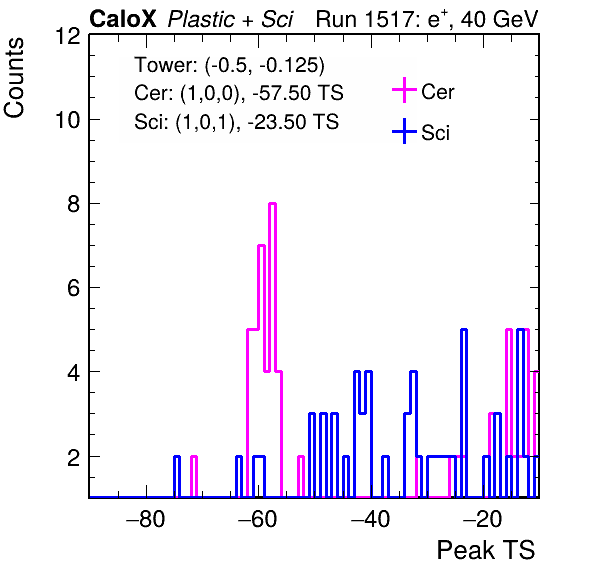 CaloX Plastic + Sci Run 1517: e⁺, 40 GeV
Counts
12
10
8
6
4
2
Tower: (-0.5, -0.125)
Cer: (1,0,0), -57.50 TS
Sci: (1,0,1), -23.50 TS
Cer
Sci
−80 −60 −40 −20
Peak TS